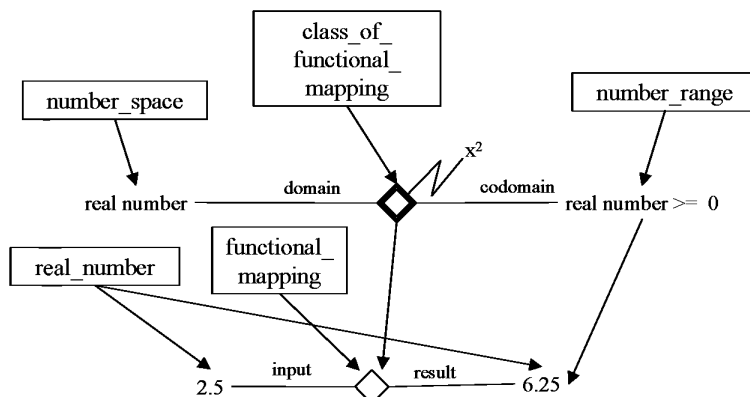 class_of_
functional_
mapping
number_space
number_range
x²
real number
domain
codomain
real number >= 0
functional_
mapping
real_number
input
result
2.5
6.25